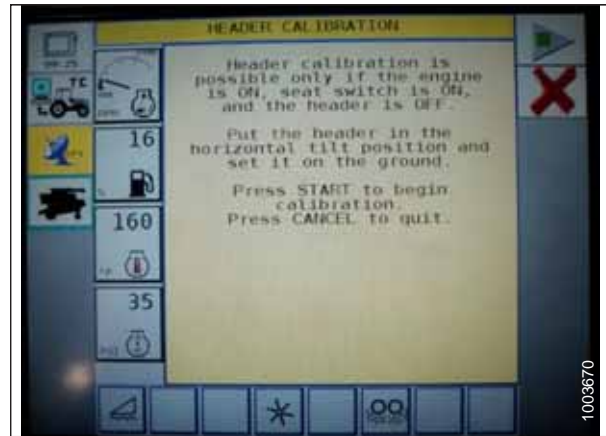 HEADER CALIBRATION
TC
Header calibration is
possible only if the engine
is ON, seat switch is ON,
and the header is OFF.
Put the header in the
horizontal tilt position and
set it on the ground.
Press START to begin
calibration.
Press CANCEL to quit.
16
160
35
1003670